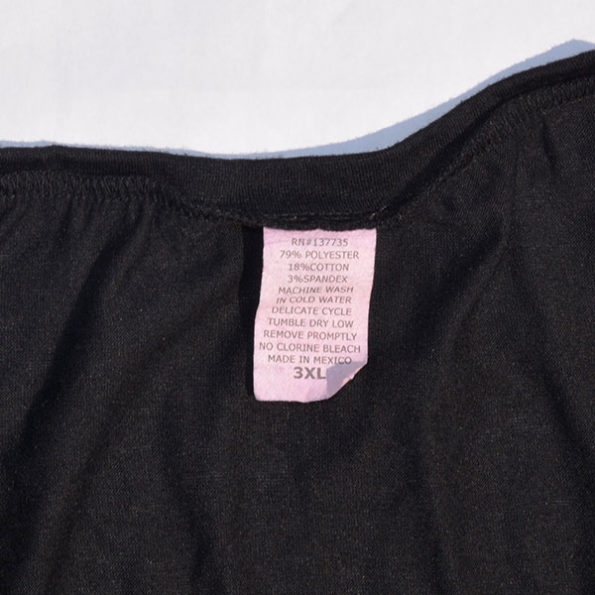 RN#137735
79% POLYESTER
18%COTTON
3%SPANDEX
MACHINE WASH
IN COLD WATER
DELICATE CYCLE
TUMBLE DRY LOW
REMOVE PROMPTLY
NO CLORINE BLEACH
MADE IN MEXICO
3XL